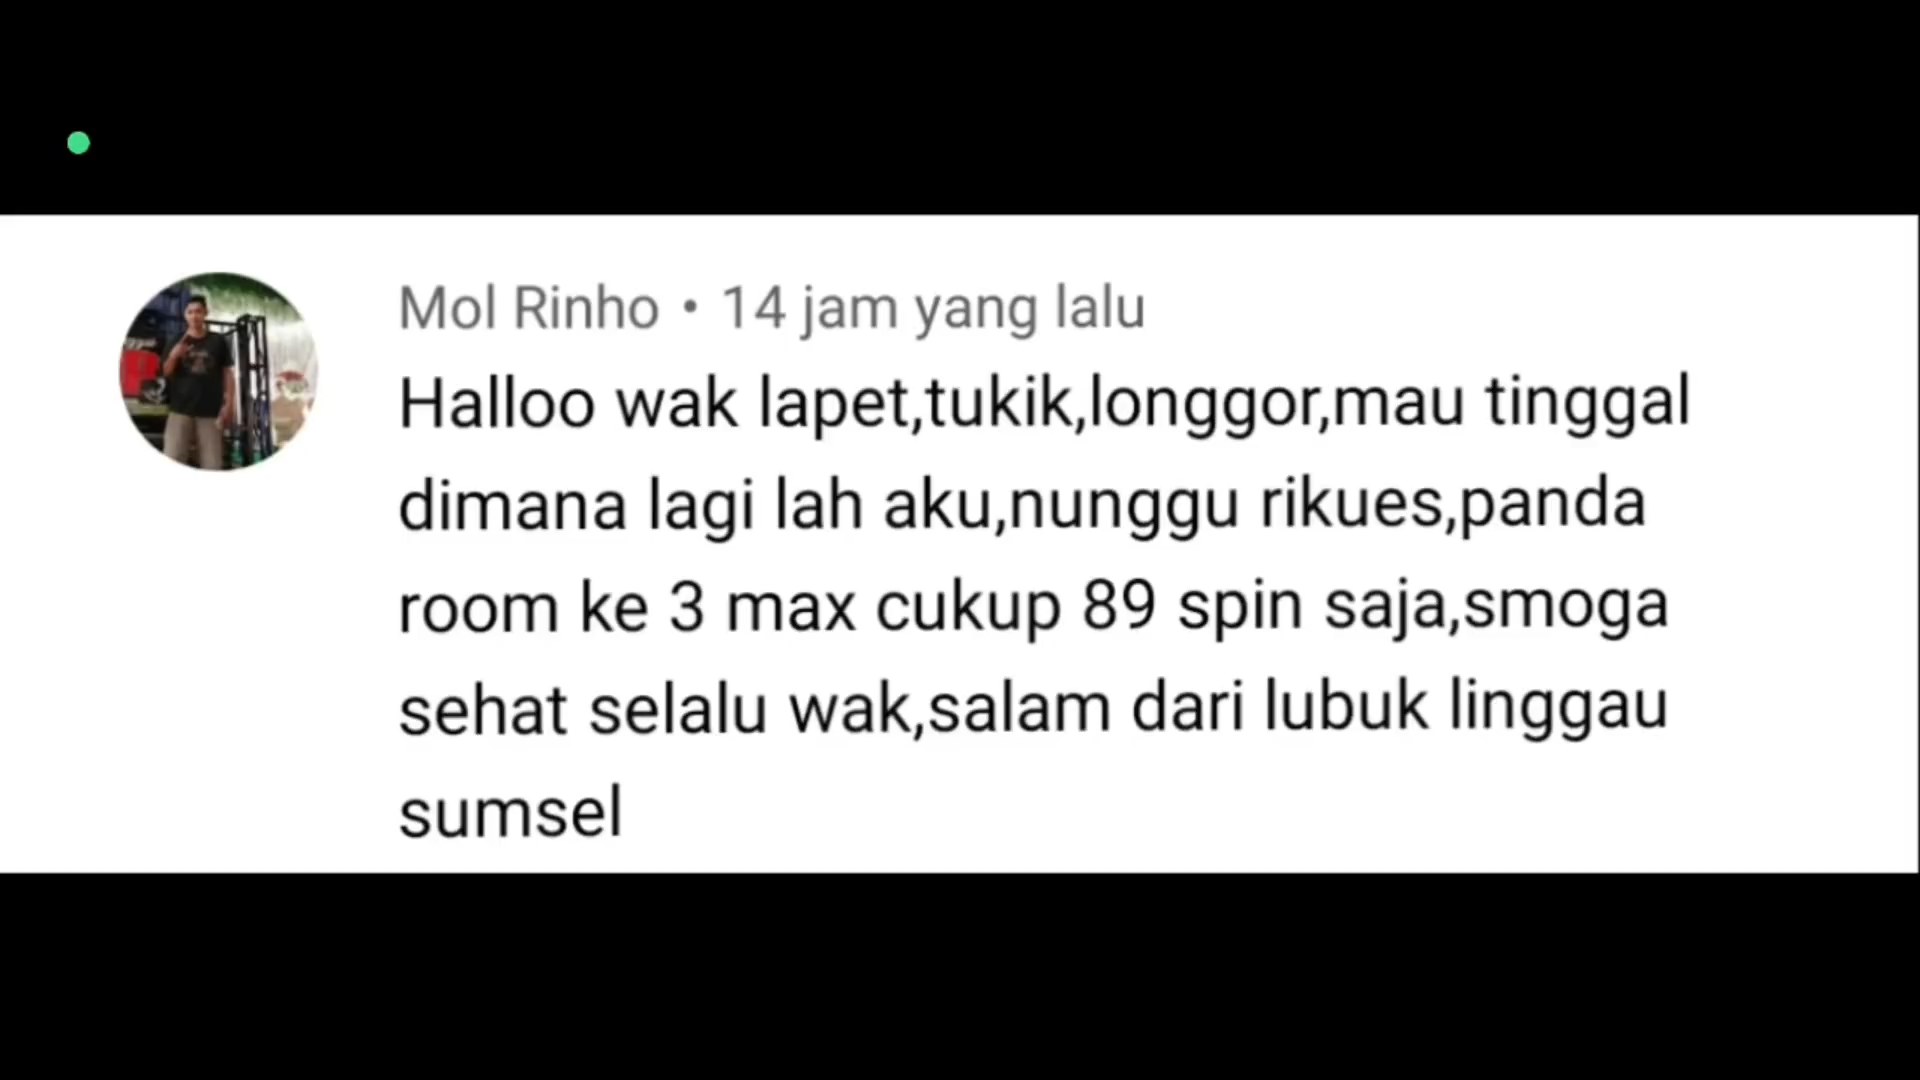 Mol Rinho • 14 jam yang lalu
Halloo wak lapet,tukik,longgor,mau tinggal
dimana lagi lah aku,nunggu rikues,panda
room ke 3 max cukup 89 spin saja,smoga
sehat selalu wak,salam dari lubuk linggau
sumsel